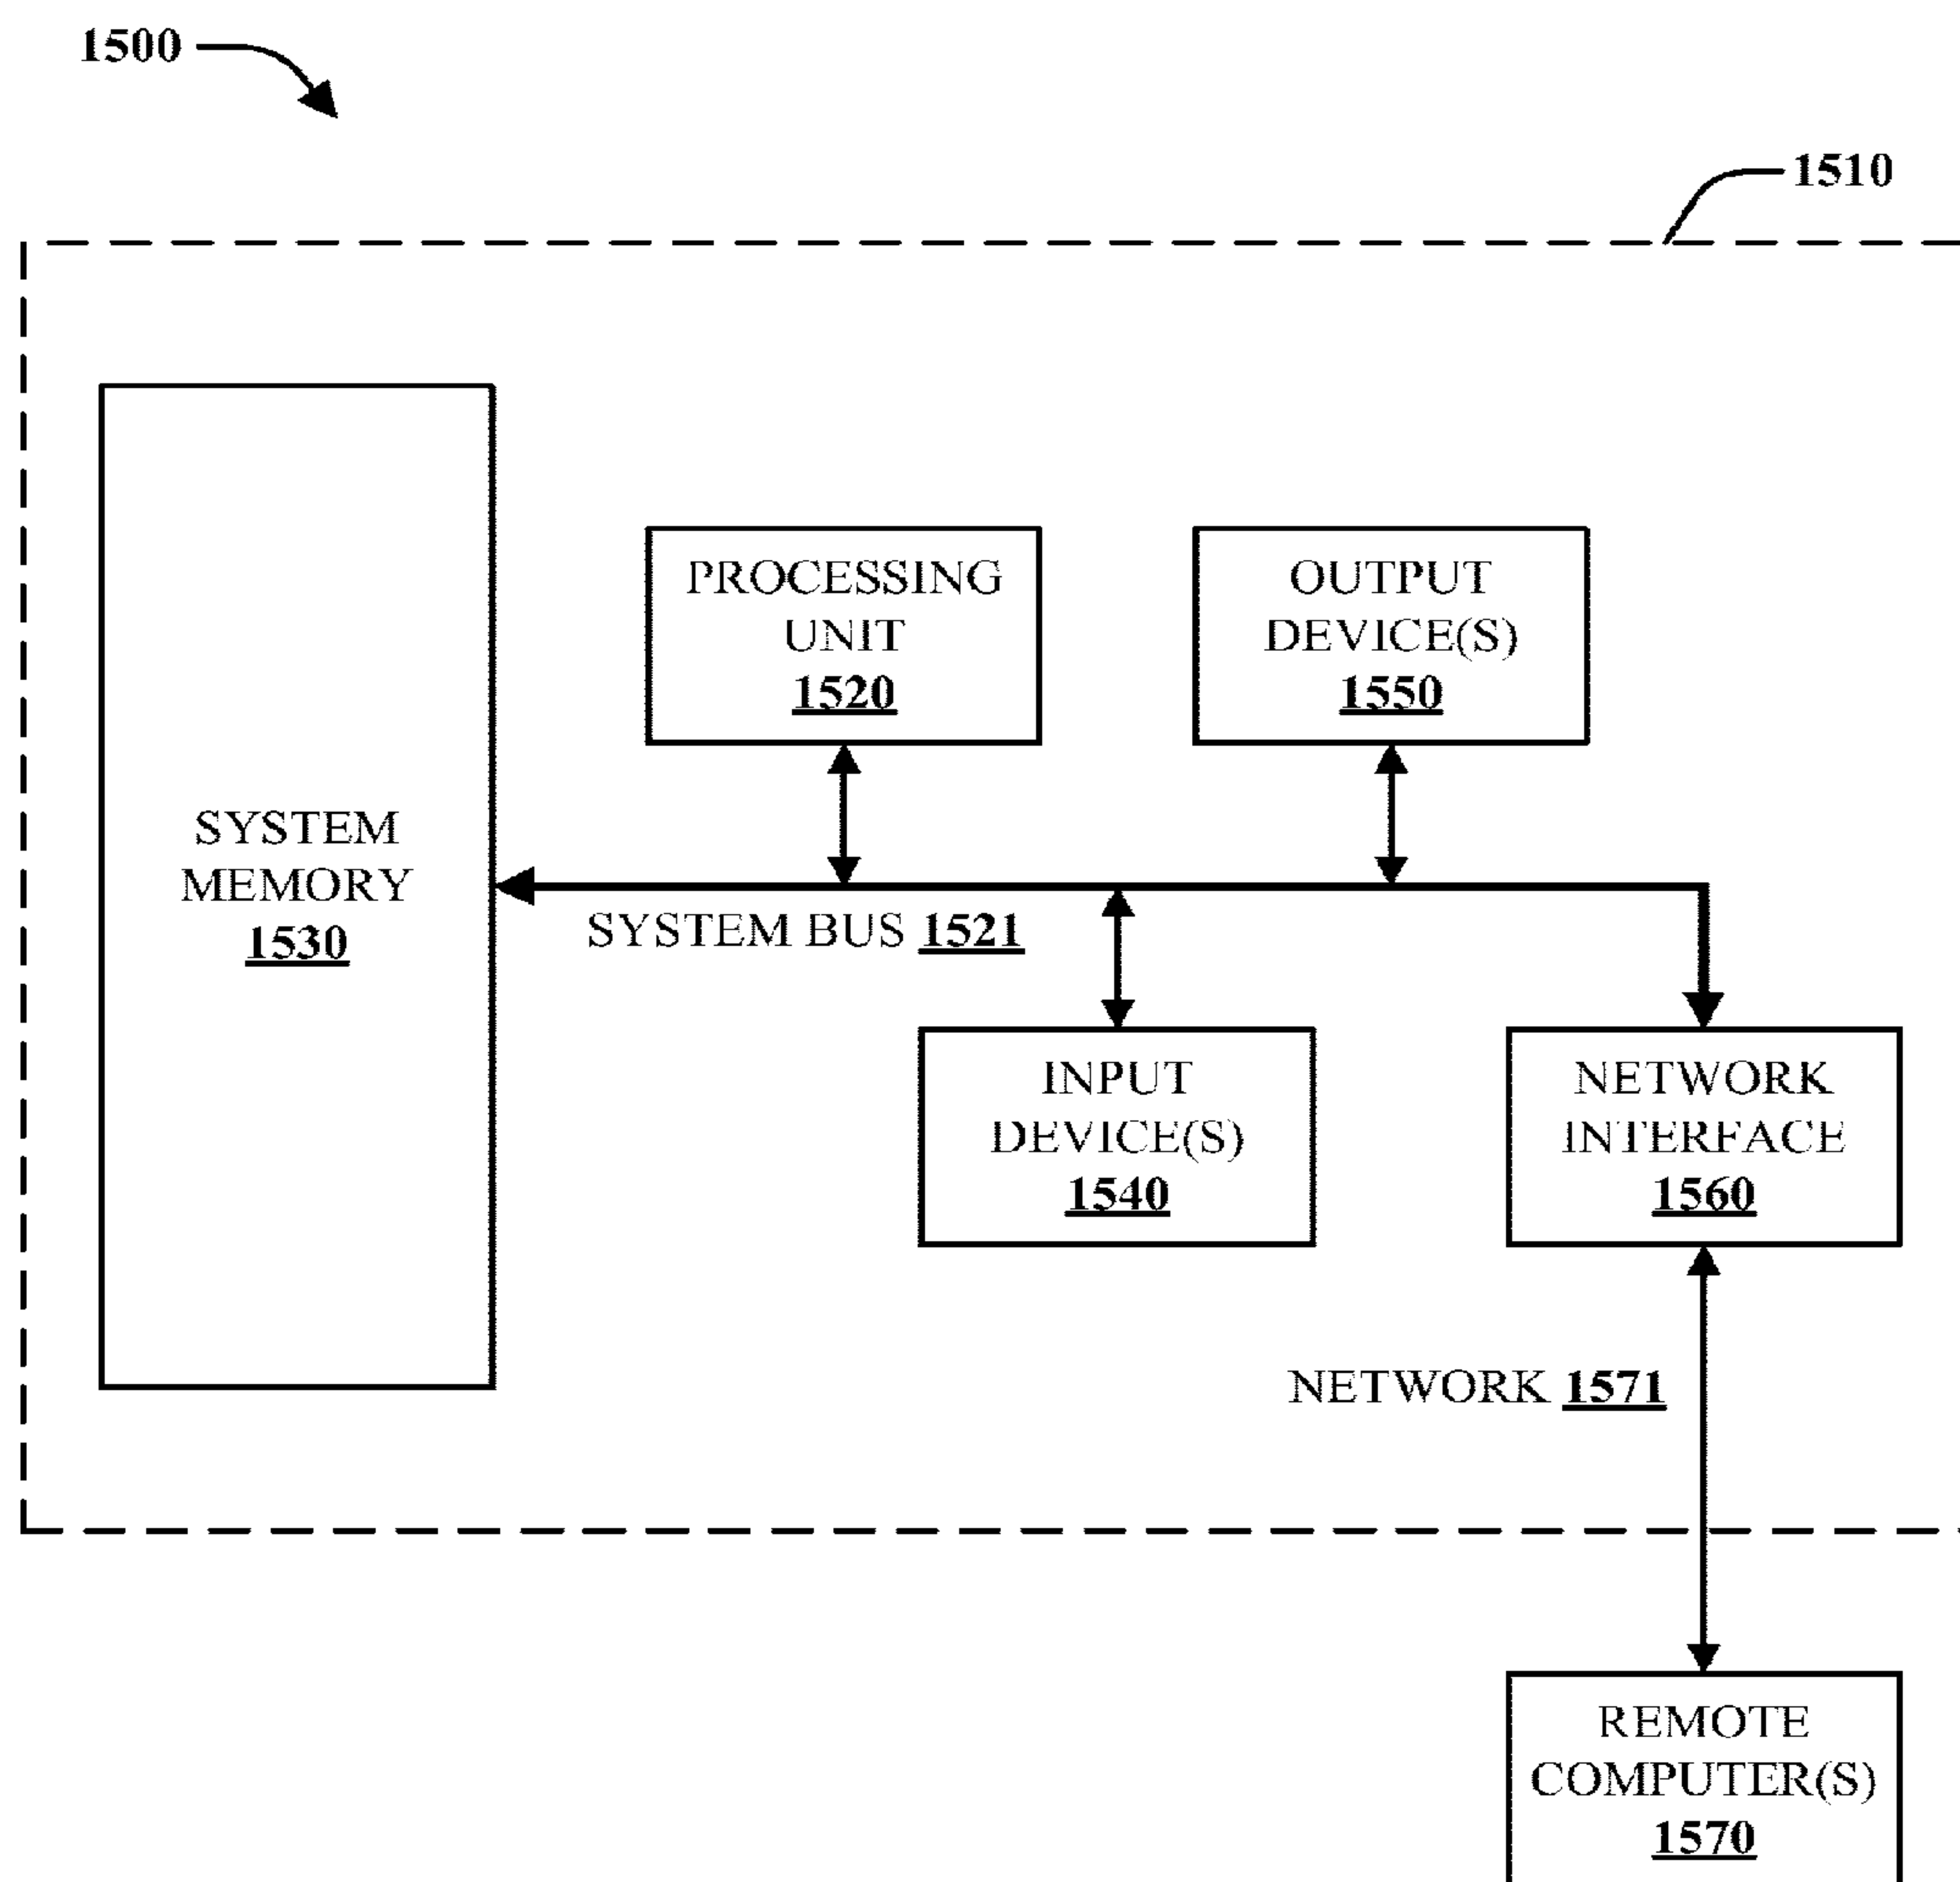 1500
1510
PROCESSING
UNIT
1520
OUTPUT
DEVICE(S)
1550
SYSTEM
MEMORY
1530
SYSTEM BUS 1521
INPUT
DEVICE(S)
1540
NETWORK
INTERFACE
1560
NETWORK 1571
REMOTE
COMPUTER(S)
1570